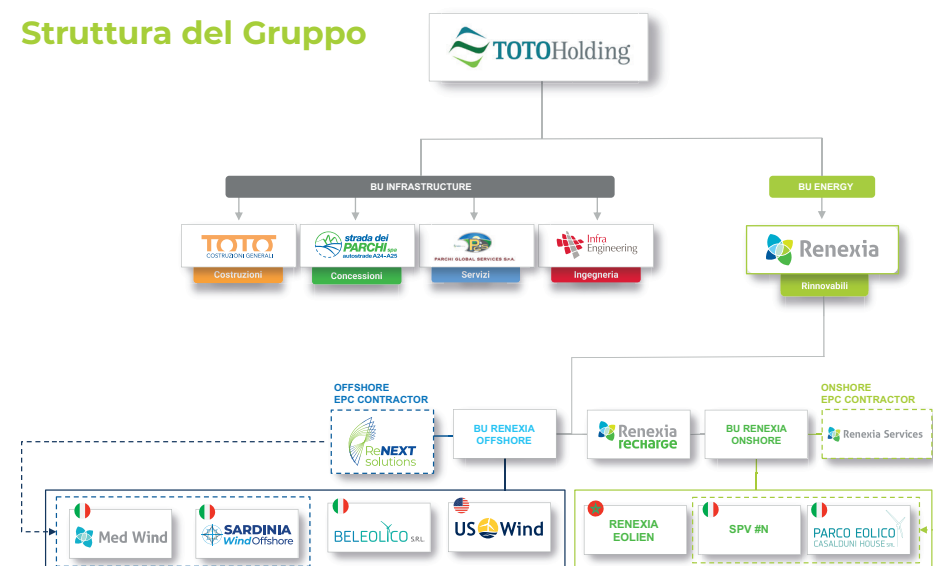 Struttura del Gruppo
TOTOHolding
BU INFRASTRUCTURE
BU ENERGY
TOTO
COSTRUZIONI GENERALI
Costruzioni
strada dei
PARCHI spa
autostrade A24-A25
Concessioni
PGS
PARCHI GLOBAL SERVICES S.P.A.
Servizi
Infra
Engineering
Ingegneria
Renexia
Rinnovabili
OFFSHORE
EPC CONTRACTOR
ONSHORE
EPC CONTRACTOR
ReNEXT
solutions
BU RENEXIA
OFFSHORE
Renexia
recharge
BU RENEXIA
ONSHORE
Renexia Services
Med Wind
SARDINIA
WindOffshore
BELEOLICO S.R.L.
US Wind
RENEXIA
EOLIEN
SPV #N
PARCO EOLICO
CASALDUNI HOUSE s.r.l.